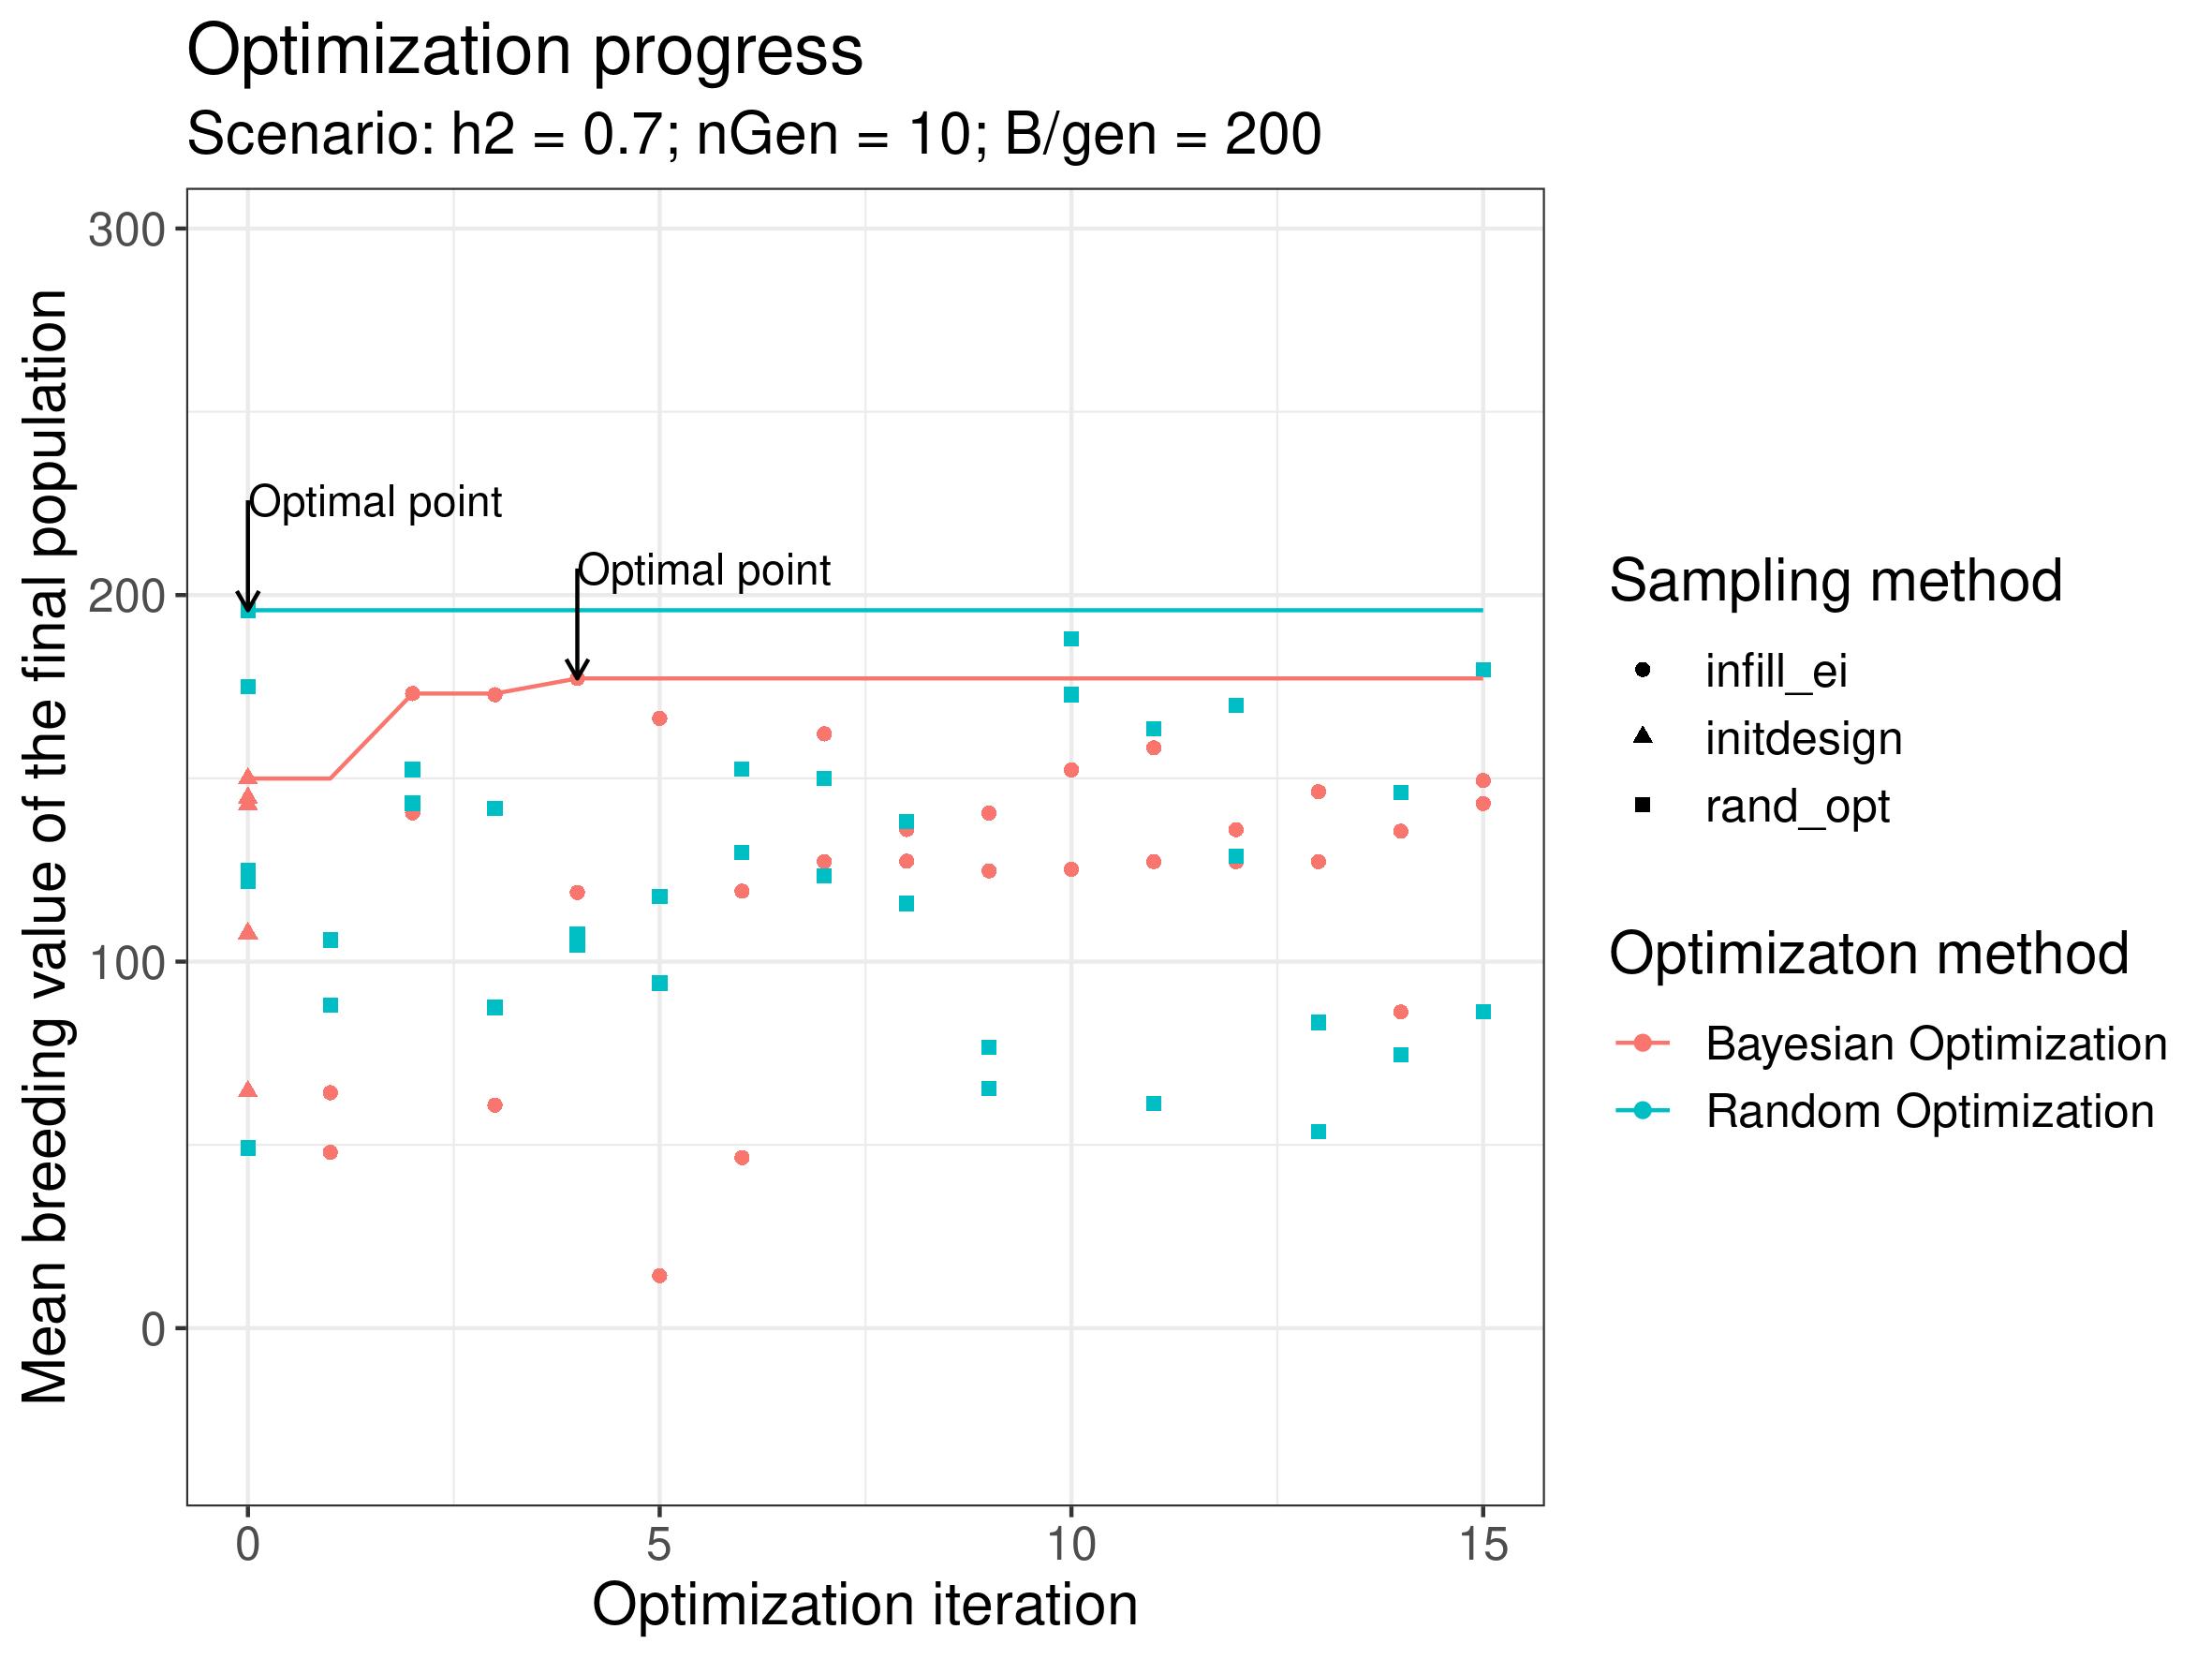 Optimization progress
Scenario: h2 = 0.7; nGen = 10; B/gen = 200
Mean breeding value of the final population
300
200
100
0
Optimal point
Optimal point
0
5
10
15
Optimization iteration
Sampling method
infill_ei
initdesign
rand_opt
Optimizaton method
Bayesian Optimization
Random Optimization